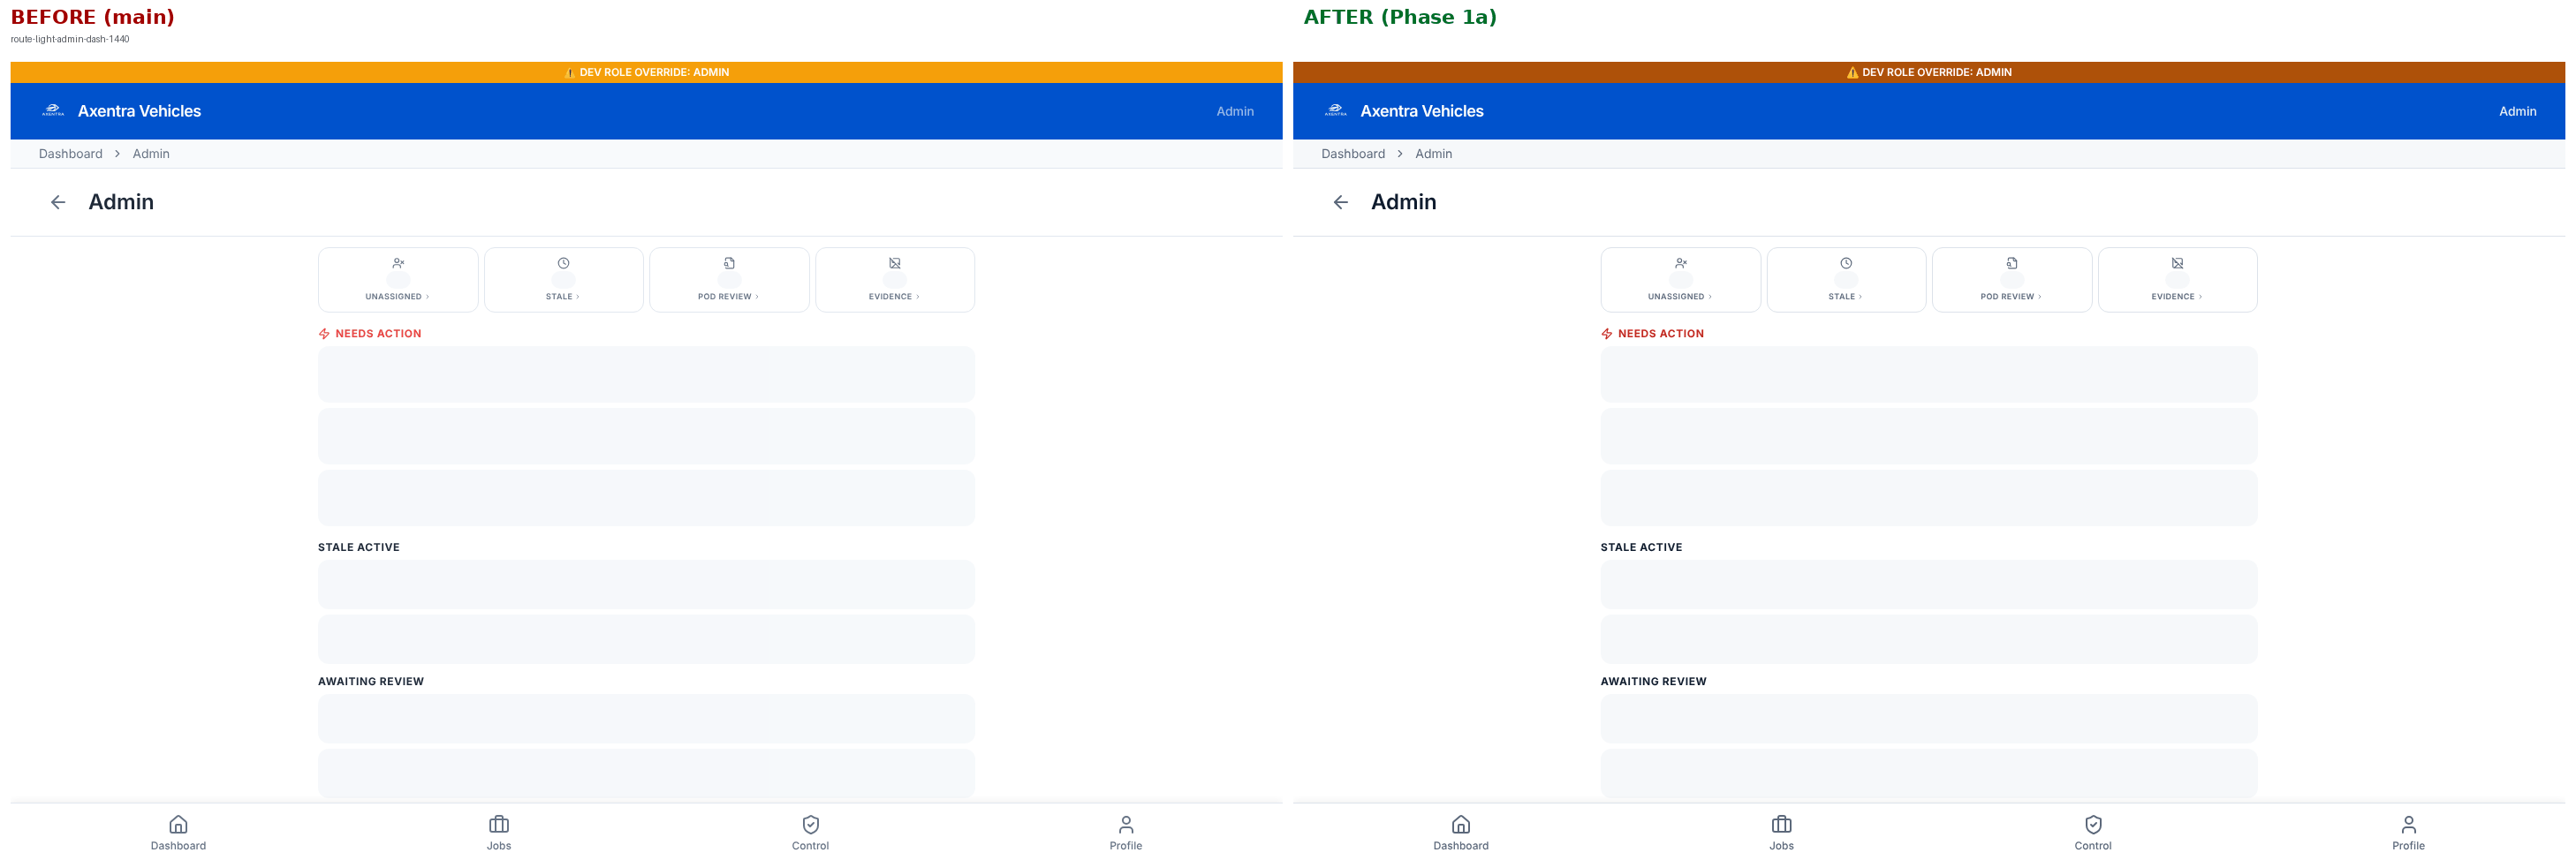 BEFORE (main)
route-light-admin-dash-1440
⚠️ DEV ROLE OVERRIDE: ADMIN
AXENTRA
Axentra Vehicles
Admin
Dashboard > Admin
Admin
UNASSIGNED >
STALE >
POD REVIEW >
EVIDENCE >
NEEDS ACTION
STALE ACTIVE
AWAITING REVIEW
Dashboard
Jobs
Control
Profile
AFTER (Phase 1a)
⚠️ DEV ROLE OVERRIDE: ADMIN
AXENTRA
Axentra Vehicles
Admin
Dashboard > Admin
Admin
UNASSIGNED >
STALE >
POD REVIEW >
EVIDENCE >
NEEDS ACTION
STALE ACTIVE
AWAITING REVIEW
Dashboard
Jobs
Control
Profile